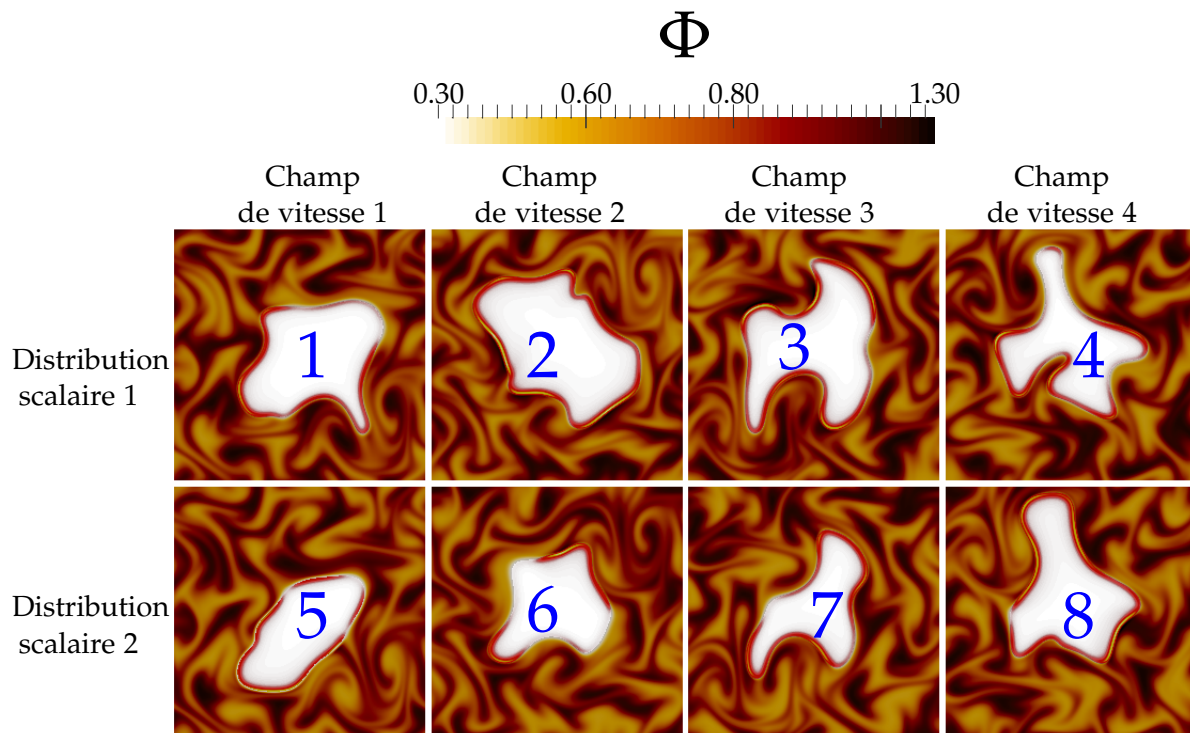 Φ
0.30 0.60 0.80 1.30
Champ
de vitesse 1
Champ
de vitesse 2
Champ
de vitesse 3
Champ
de vitesse 4
Distribution
scalaire 1
1 2 3 4
Distribution
scalaire 2
5 6 7 8